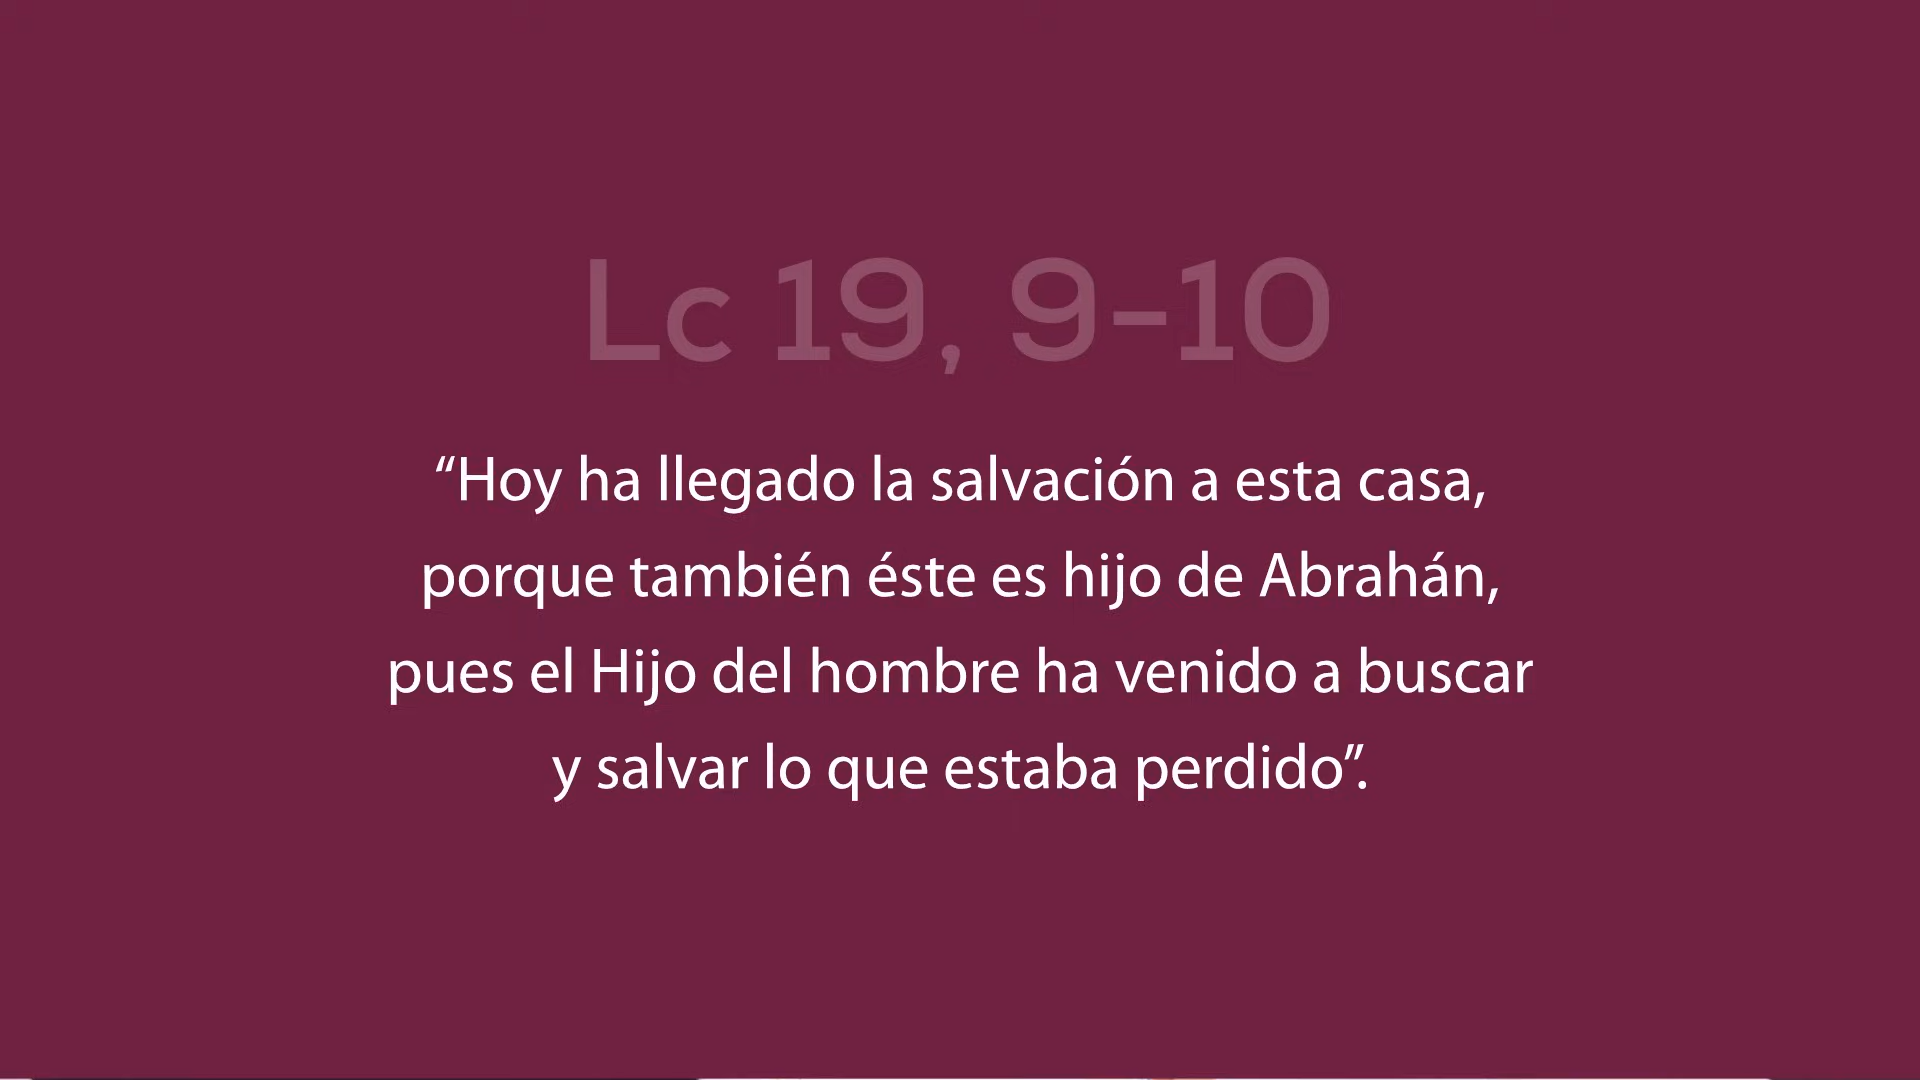 Lc 19, 9-10
“Hoy ha llegado la salvación a esta casa,
porque también éste es hijo de Abrahán,
pues el Hijo del hombre ha venido a buscar
y salvar lo que estaba perdido”.